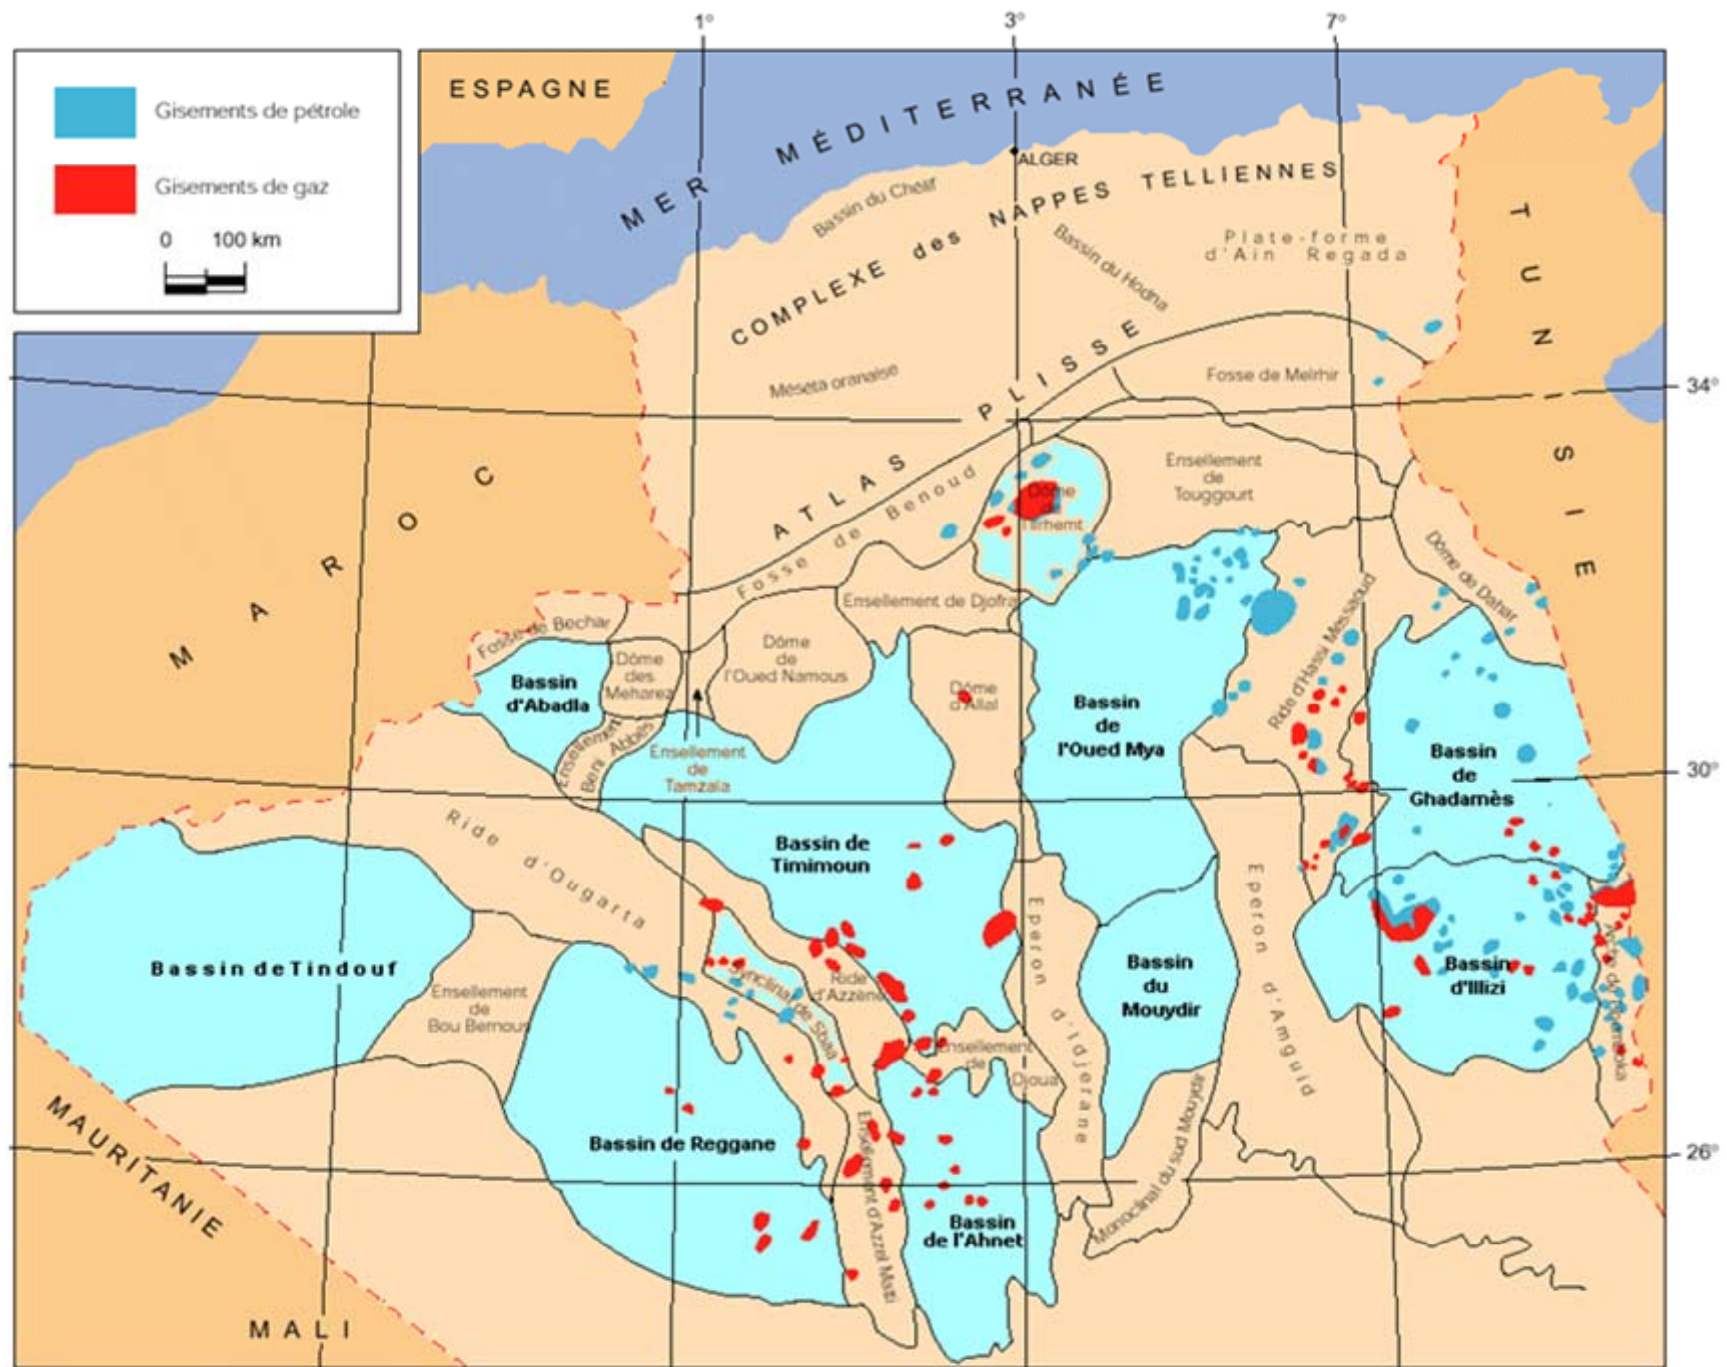 1°
3°
7°
Gisements de pétrole
Gisements de gaz
0 100 km
ESPAGNE
MER MÉDITERRANÉE
ALGER
Bassin du Chélif
COMPLEXE des NAPPES TELLIENNES
Bassin du Hodna
Plate-forme
d'Ain Regada
TUNISIE
Meseta oranaise
ATLAS PLISSE
Fosse de Melrhir
34°
MAROC
Fosse de Benoud
Dôme
Ensellement
de
Touggourt
Dôme de Dahar
Ensellement de Djofra
Fosse de Bechar
Dôme
des
Meharez
Dôme
de
l'Oued Namous
Ride d'Hassi Messaoud
Bassin
d'Abadla
Dôme
d'Allal
Bassin
de
l'Oued Mya
Ensellement
Beni Abbes
Ensellement
de
Tamzaia
Bassin
de
Ghadamès
30°
Ride d'Ougarta
Bassin de
Timimoun
Eperon d'Idjerane
Eperon d'Amguid
Bassin de Tindouf
Ensellement
de
Bou Bernous
Synclinal de Sbaa
Ride
d'Azzène
Bassin
du
Mouydir
Bassin
d'Illizi
Ensellement
de
Djoua
MAURITANIE
Bassin de Reggane
Ensellement d'Azzel Matti
Monoclinal du sud Mouydir
26°
Bassin
de l'Ahnet
MALI